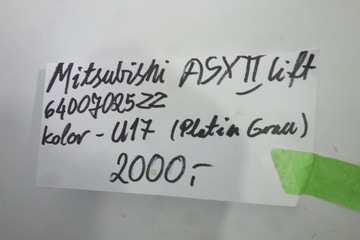 Mitsubishi ASX II lift
6400J025ZZ
kolor - U17 (Platin Grau)
2000,-